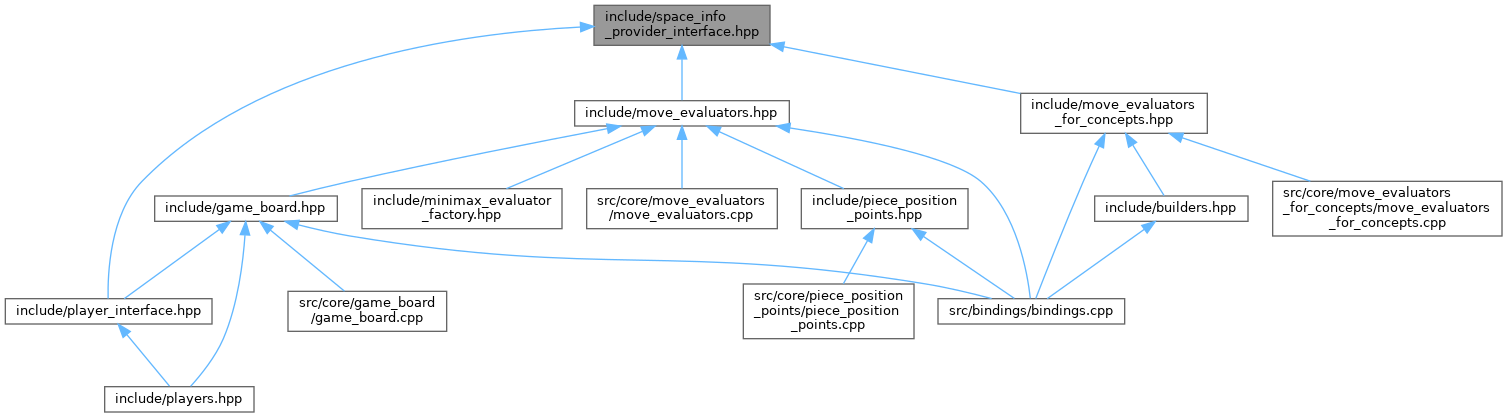 include/space_info
_provider_interface.hpp
include/move_evaluators.hpp
include/move_evaluators
_for_concepts.hpp
include/game_board.hpp
include/minimax_evaluator
_factory.hpp
src/core/move_evaluators
/move_evaluators.cpp
include/piece_position
_points.hpp
include/builders.hpp
src/core/move_evaluators
_for_concepts/move_evaluators
_for_concepts.cpp
include/player_interface.hpp
src/core/game_board
/game_board.cpp
src/core/piece_position
_points/piece_position
_points.cpp
src/bindings/bindings.cpp
include/players.hpp